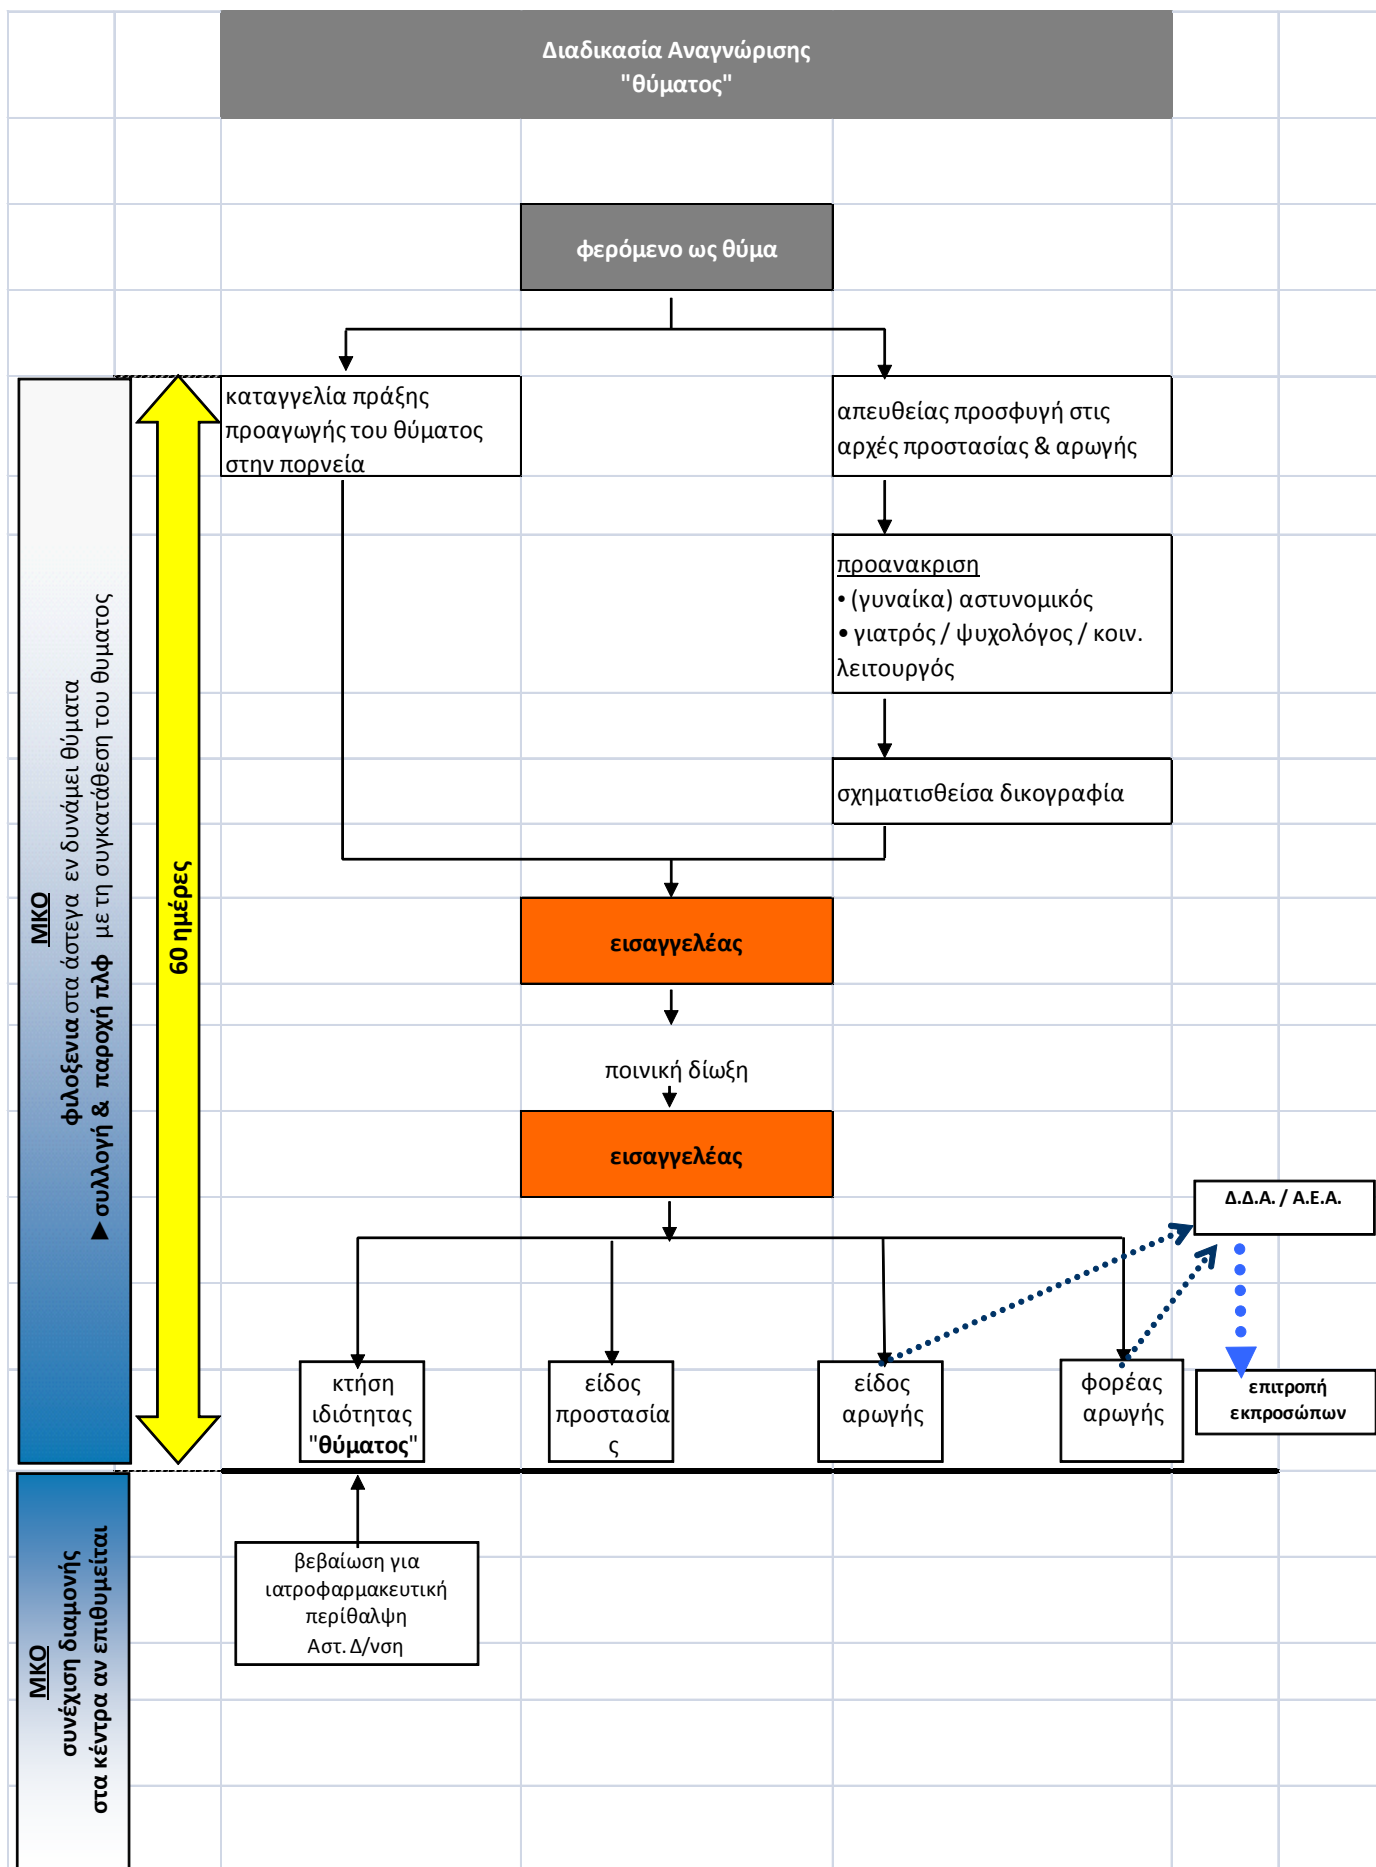 Διαδικασία Αναγνώρισης
"θύματος"
φερόμενο ως θύμα
καταγγελία πράξης
προαγωγής του θύματος
στην πορνεία
απευθείας προσφυγή στις
αρχές προστασίας & αρωγής
προανακριση
• (γυναίκα) αστυνομικός
• γιατρός / ψυχολόγος / κοιν.
λειτουργός
σχηματισθείσα δικογραφία
ΜΚΟ
φιλοξενια στα άστεγα εν δυνάμει θύματα
► συλλογή & παροχή πλφ με τη συγκατάθεση του θυματος
60 ημέρες
εισαγγελέας
ποινική δίωξη
εισαγγελέας
Δ.Δ.Α. / Α.Ε.Α.
κτήση
ιδιότητας
"θύματος"
είδος
προστασία
ς
είδος
αρωγής
φορέας
αρωγής
επιτροπή
εκπροσώπων
βεβαίωση για
ιατροφαρμακευτική
περίθαλψη
Αστ. Δ/νση
ΜΚΟ
συνέχιση διαμονής
στα κέντρα αν επιθυμείται